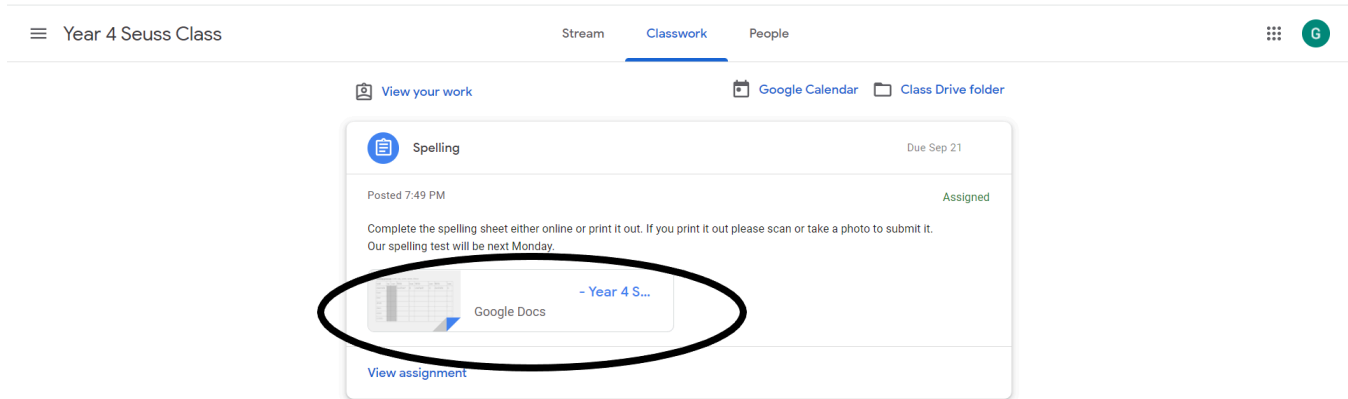 Year 4 Seuss Class
Stream Classwork People
G
View your work
Google Calendar Class Drive folder
Spelling
Due Sep 21
Posted 7:49 PM
Assigned
Complete the spelling sheet either online or print it out. If you print it out please scan or take a photo to submit it.
Our spelling test will be next Monday.
- Year 4 S...
Google Docs
View assignment